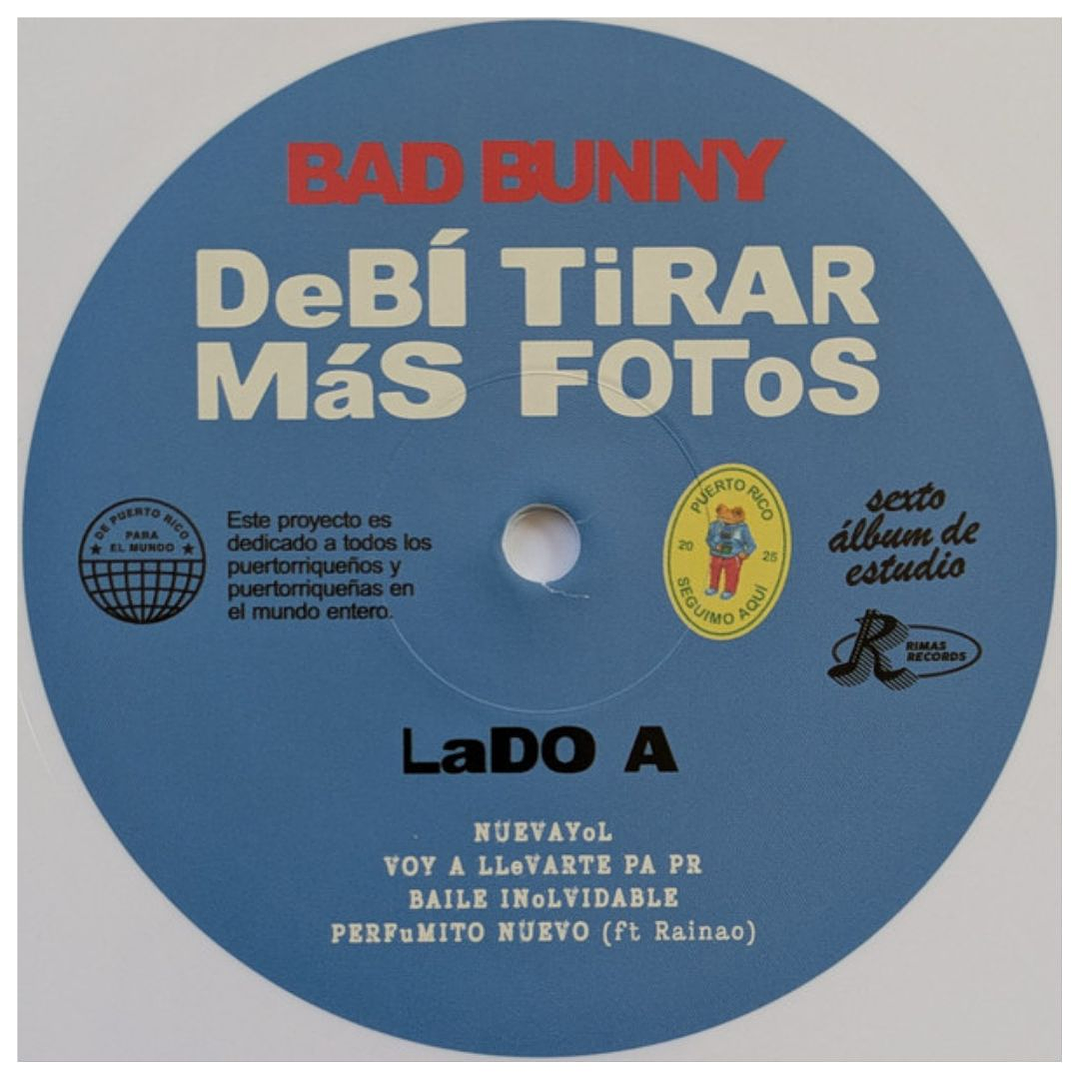 BAD BUNNY
DeBÍ TiRAR
MáS FOToS
DE PUERTO RICO
PARA
EL MUNDO
Este proyecto es
dedicado a todos los
puertorriqueños y
puertorriqueñas en
el mundo entero.
PUERTO RICO
20 25
SEGUIMO AQUÍ
sexto
álbum de
estudio
R
RIMAS
RECORDS
LaDO A
NUEVAYoL
VOY A LLeVARTE PA PR
BAILE INoLVIDABLE
PERFuMITO NUEVO (ft Rainao)